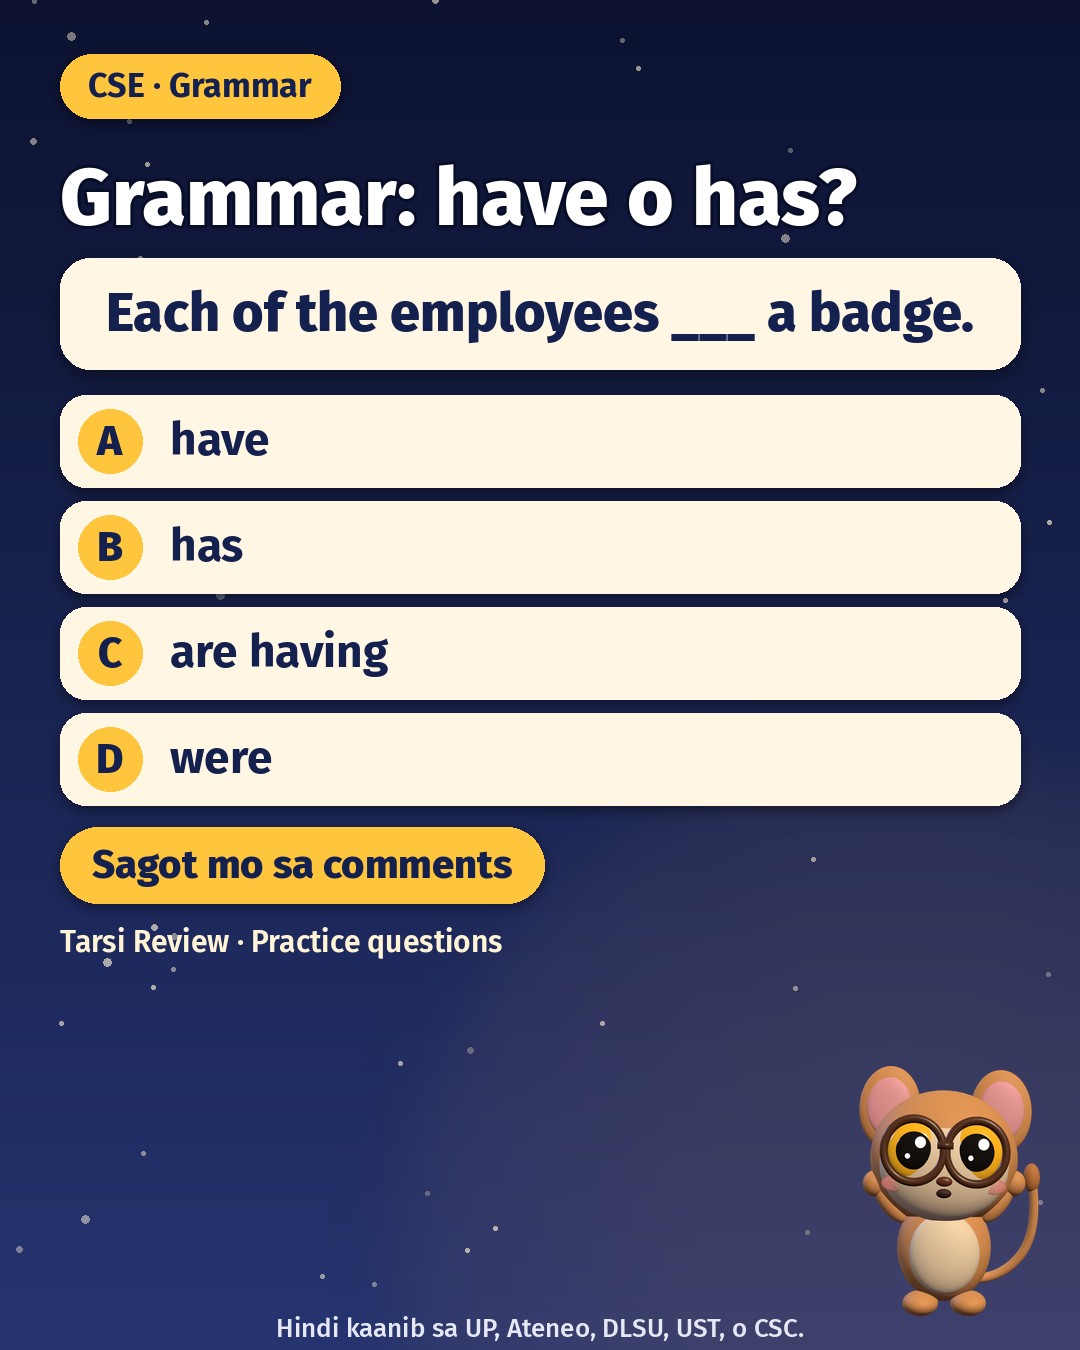 CSE · Grammar
Grammar: have o has?
Each of the employees ___ a badge.
A have
B has
C are having
D were
Sagot mo sa comments
Tarsi Review · Practice questions
Hindi kaanib sa UP, Ateneo, DLSU, UST, o CSC.